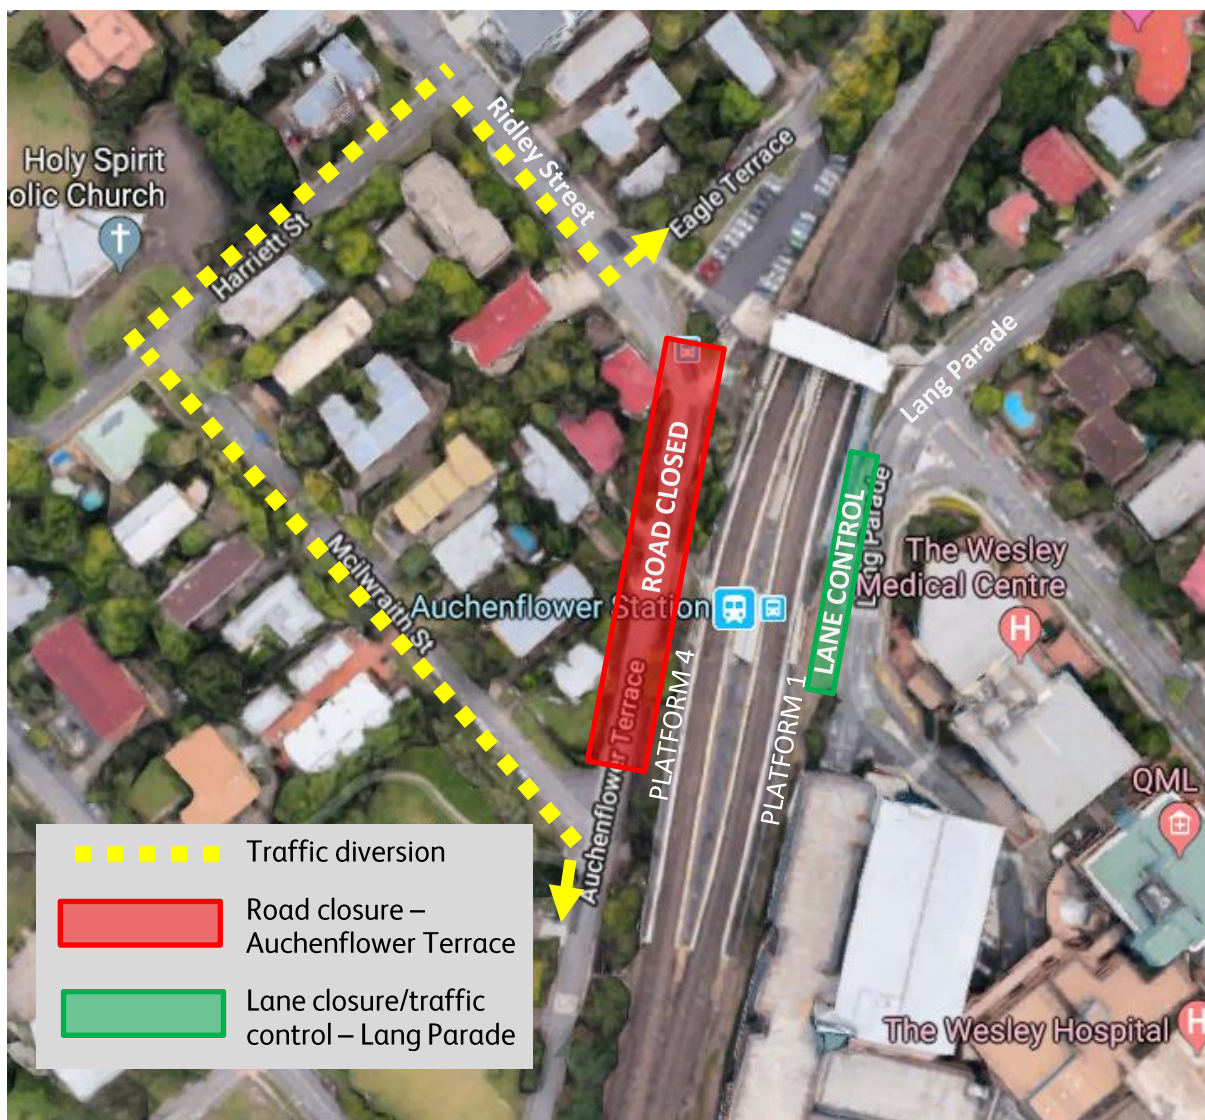 Ridley Street
Holy Spirit
olic Church
Eagle Terrace
Harriett St
Lang Parade
ROAD CLOSED
LANE CONTROL
Lang Parade
The Wesley
Medical Centre
H
Mcilwraith St
Auchenflower Station
PLATFORM 4
PLATFORM 1
Auchenflower Terrace
QML
Traffic diversion
Road closure –
Auchenflower Terrace
Lane closure/traffic
control – Lang Parade
The Wesley Hospital
H